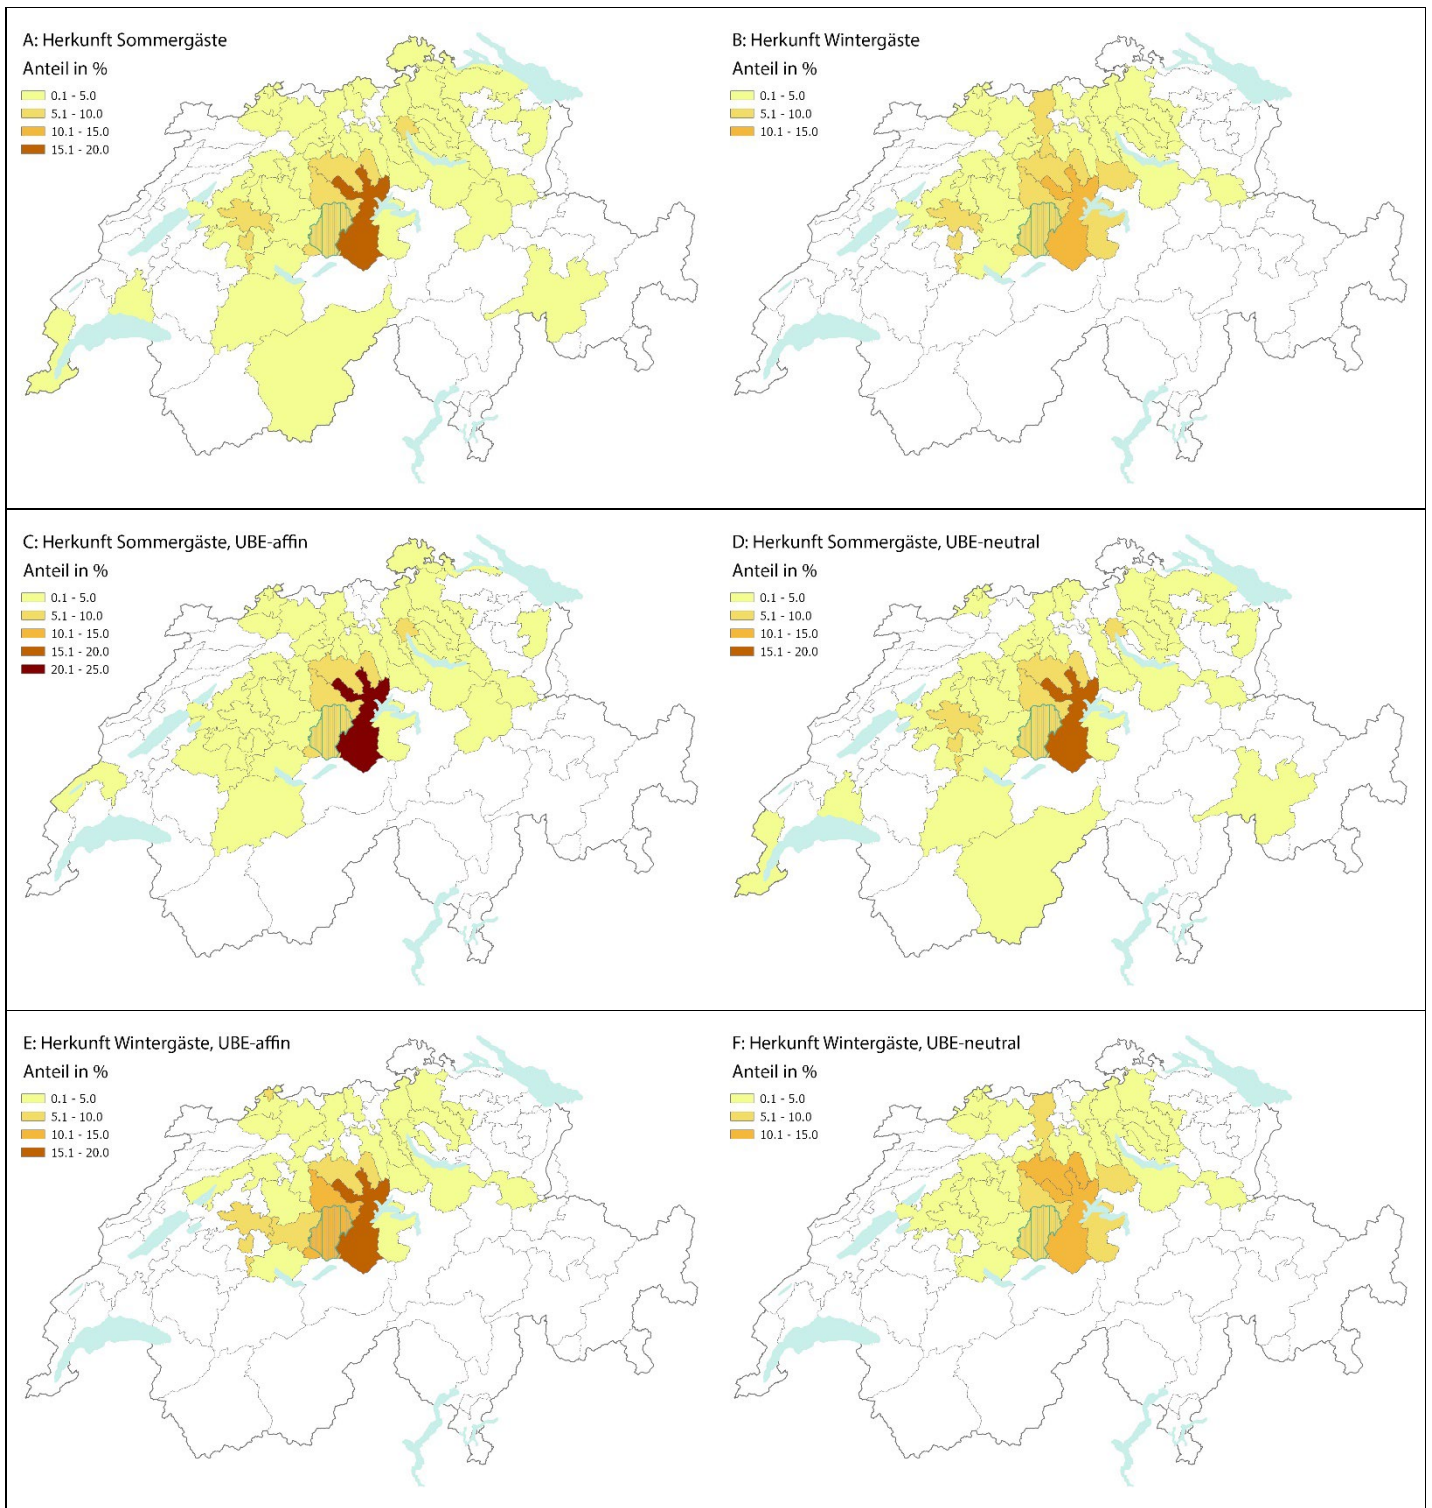 A: Herkunft Sommergäste
Anteil in %
0.1 - 5.0
5.1 - 10.0
10.1 - 15.0
15.1 - 20.0
B: Herkunft Wintergäste
Anteil in %
0.1 - 5.0
5.1 - 10.0
10.1 - 15.0
C: Herkunft Sommergäste, UBE-affin
Anteil in %
0.1 - 5.0
5.1 - 10.0
10.1 - 15.0
15.1 - 20.0
20.1 - 25.0
D: Herkunft Sommergäste, UBE-neutral
Anteil in %
0.1 - 5.0
5.1 - 10.0
10.1 - 15.0
15.1 - 20.0
E: Herkunft Wintergäste, UBE-affin
Anteil in %
0.1 - 5.0
5.1 - 10.0
10.1 - 15.0
15.1 - 20.0
F: Herkunft Wintergäste, UBE-neutral
Anteil in %
0.1 - 5.0
5.1 - 10.0
10.1 - 15.0